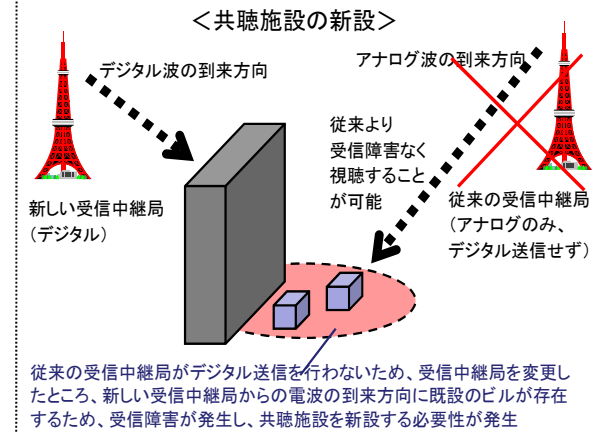 ＜共聴施設の新設＞
デジタル波の到来方向
アナログ波の到来方向
従来より
受信障害なく
視聴すること
が可能
新しい受信中継局
（デジタル）
従来の受信中継局
（アナログのみ、
デジタル送信せず）
従来の受信中継局がデジタル送信を行わないため、受信中継局を変更し
たところ、新しい受信中継局からの電波の到来方向に既設のビルが存在
するため、受信障害が発生し、共聴施設を新設する必要性が発生